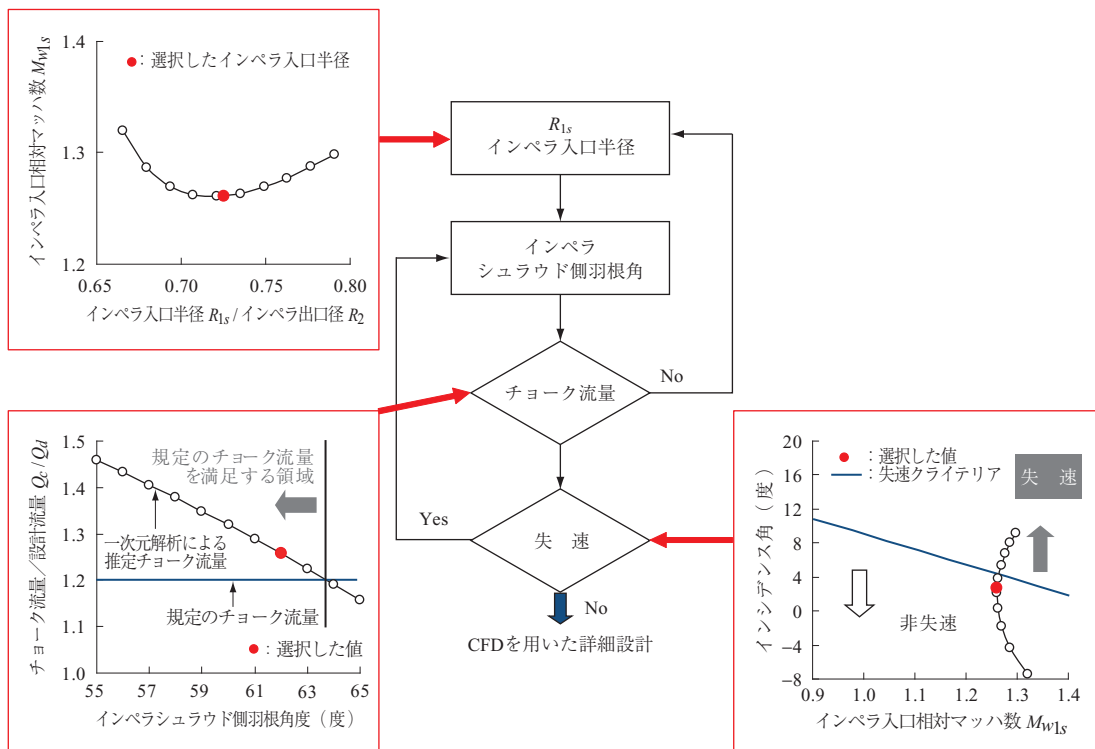 1.4
1.3
1.2
インペラ入口相対マッハ数 Mw1s
●：選択したインペラ入口半径
0.65
0.70
0.75
0.80
インペラ入口半径 R1s / インペラ出口径 R2
R1s
インペラ入口半径
インペラ
シュラウド側羽根角
チョーク流量
No
失 速
Yes
No
CFDを用いた詳細設計
1.5
1.4
1.3
1.2
1.1
1.0
チョーク流量／設計流量 Qc / Qd
規定のチョーク流量
を満足する領域
一次元解析による
推定チョーク流量
規定のチョーク流量
●：選択した値
55
57
59
61
63
65
インペラシュラウド側羽根角度（度）
20
16
12
8
4
0
−4
−8
インシデンス角（度）
●：選択した値
：失速クライテリア
失 速
非失速
0.9
1.0
1.1
1.2
1.3
1.4
インペラ入口相対マッハ数 Mw1s